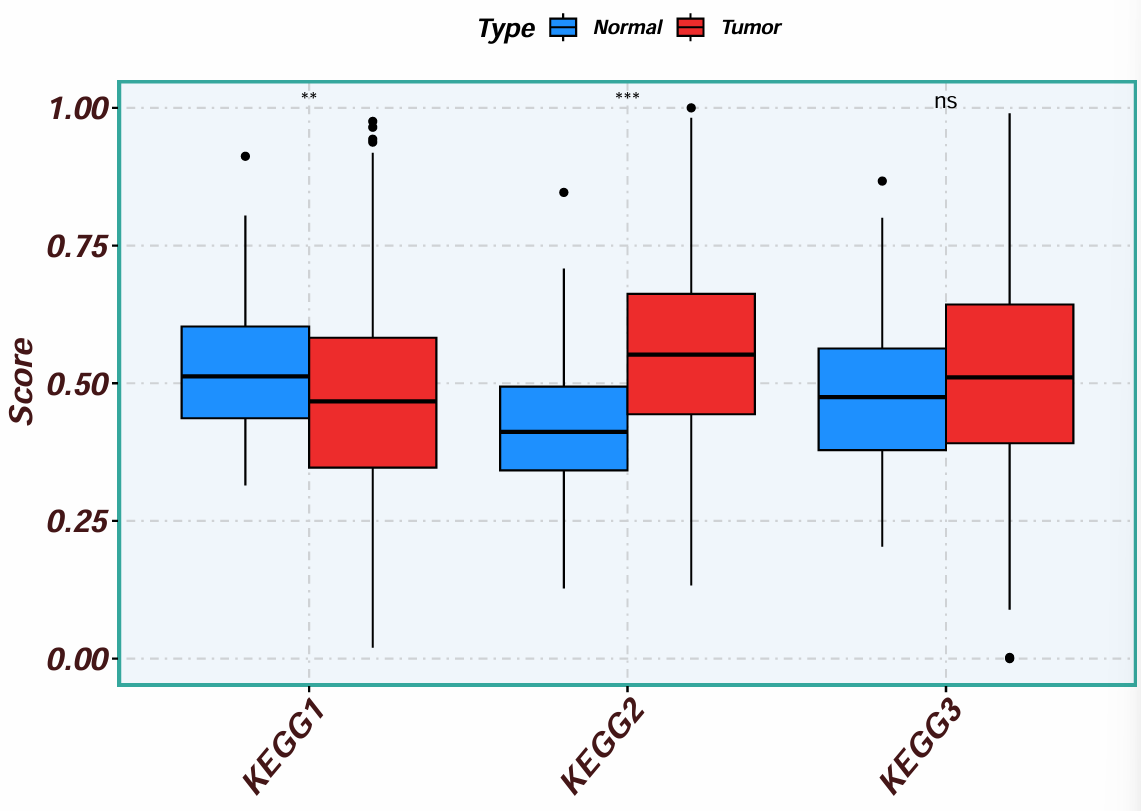 Type Normal Tumor
** *** ns
1.00
0.75
0.50
0.25
0.00
Score
KEGG1 KEGG2 KEGG3